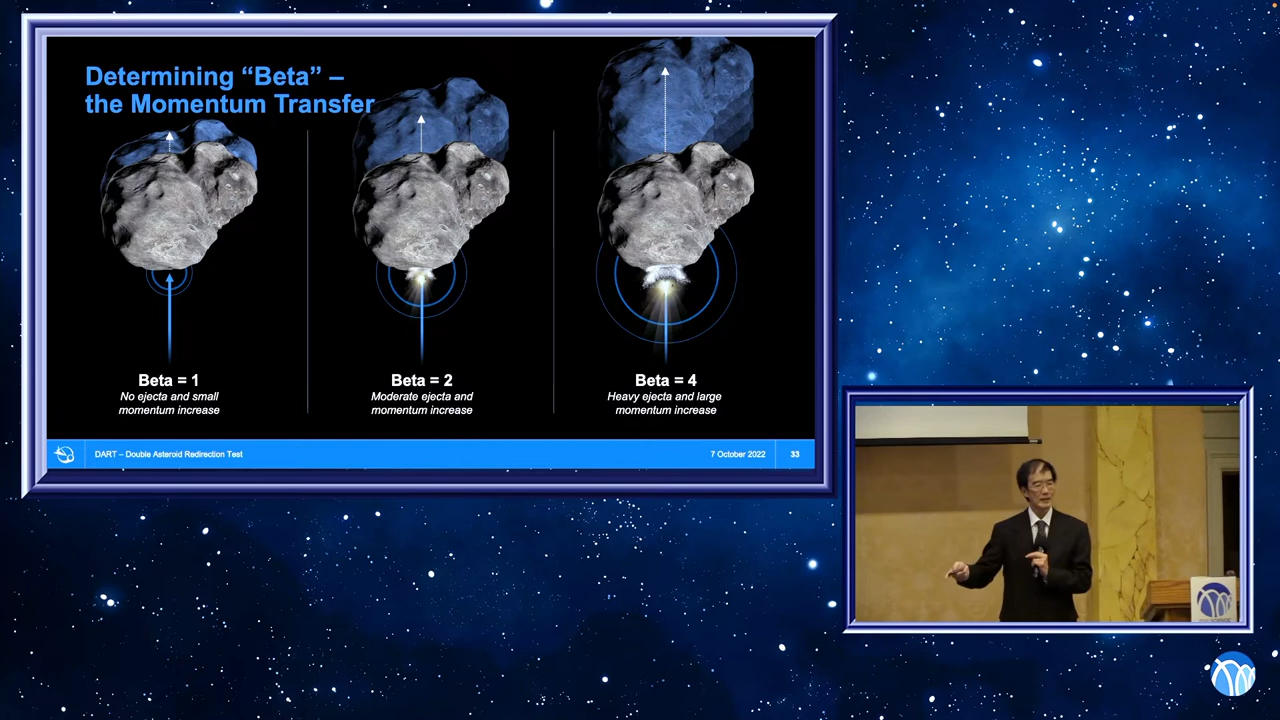 Determining “Beta” –
the Momentum Transfer
Beta = 1
No ejecta and small
momentum increase
Beta = 2
Moderate ejecta and
momentum increase
Beta = 4
Heavy ejecta and large
momentum increase
DART – Double Asteroid Redirection Test
7 October 2022
33